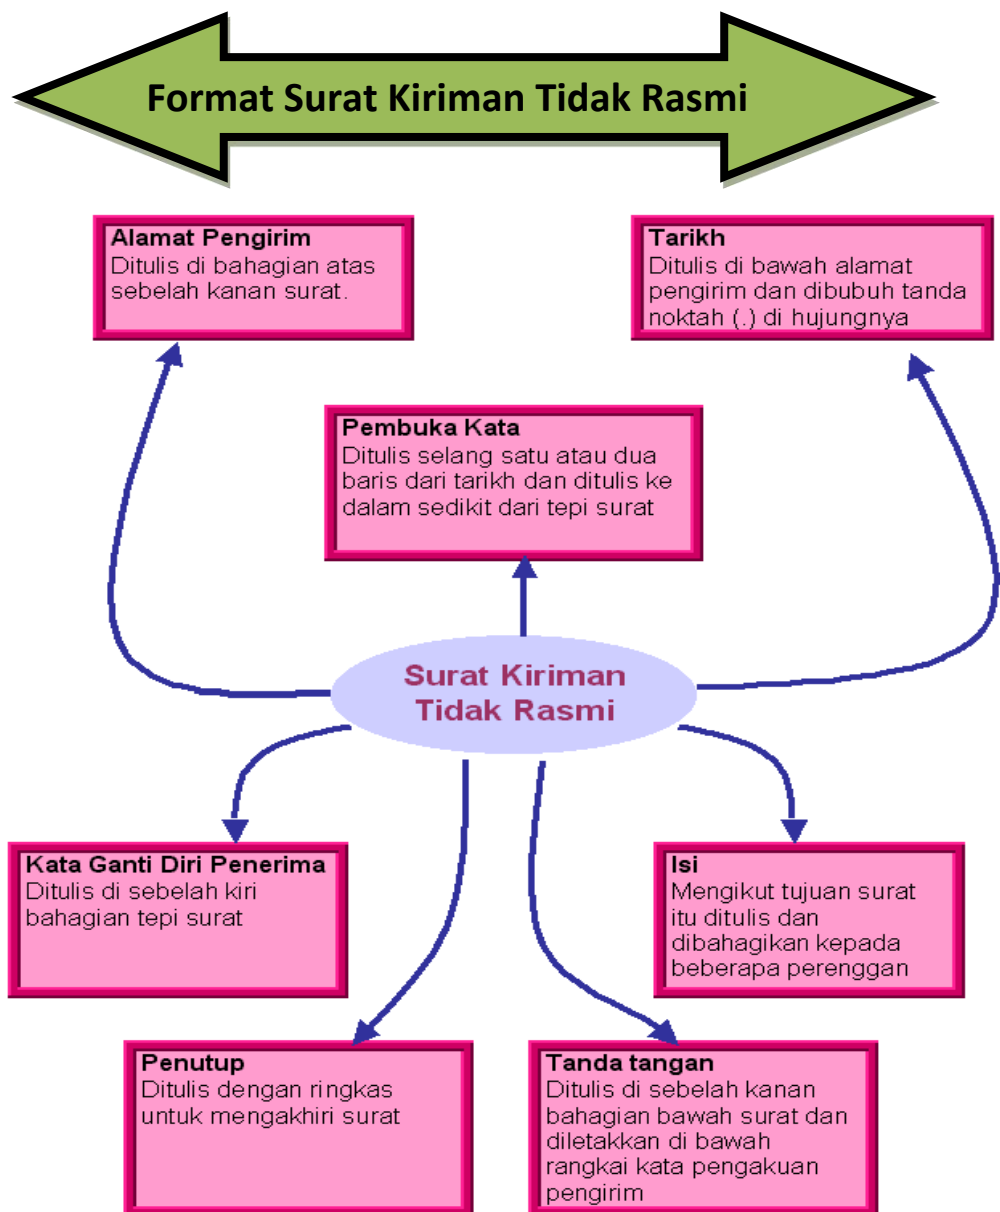 Format Surat Kiriman Tidak Rasmi
Alamat Pengirim
Ditulis di bahagian atas
sebelah kanan surat.
Tarikh
Ditulis di bawah alamat
pengirim dan dibubuh tanda
noktah (.) di hujungnya
Pembuka Kata
Ditulis selang satu atau dua
baris dari tarikh dan ditulis ke
dalam sedikit dari tepi surat
Surat Kiriman
Tidak Rasmi
Kata Ganti Diri Penerima
Ditulis di sebelah kiri
bahagian tepi surat
Isi
Mengikut tujuan surat
itu ditulis dan
dibahagikan kepada
beberapa perenggan
Penutup
Ditulis dengan ringkas
untuk mengakhiri surat
Tanda tangan
Ditulis di sebelah kanan
bahagian bawah surat dan
diletakkan di bawah
rangkai kata pengakuan
pengirim